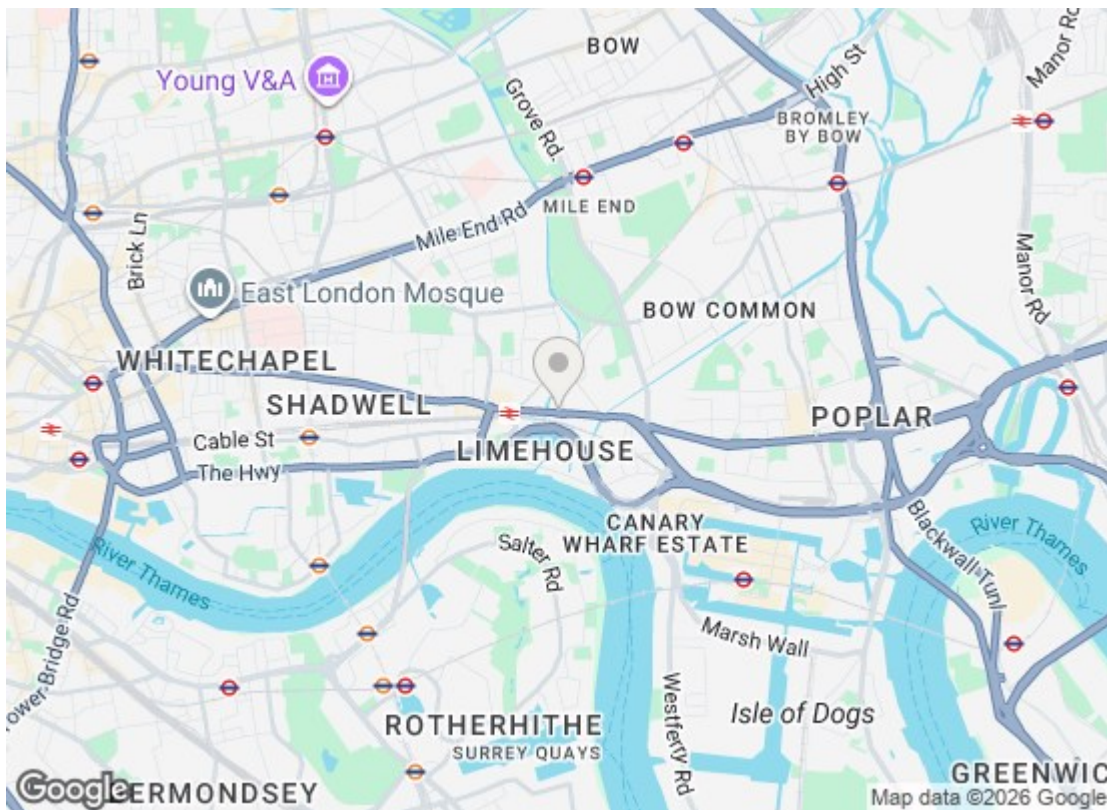 BOW
Manor Rd
High St
Young V&A
Grove Rd.
BROMLEY
BY BOW
MILE END
Brick Ln
Mile End Rd
Manor Rd
East London Mosque
BOW COMMON
WHITECHAPEL
SHADWELL
POPLAR
Cable St
LIMEHOUSE
The Hwy
Blackwall Tunl
River Thames
CANARY
WHARF ESTATE
River Thames
Salter Rd
Tower Bridge Rd
Marsh Wall
Westferry Rd
Isle of Dogs
ROTHERHITHE
SURREY QUAYS
GREENWIC
Google
ERMONDSEY
Map data ©2026 Google